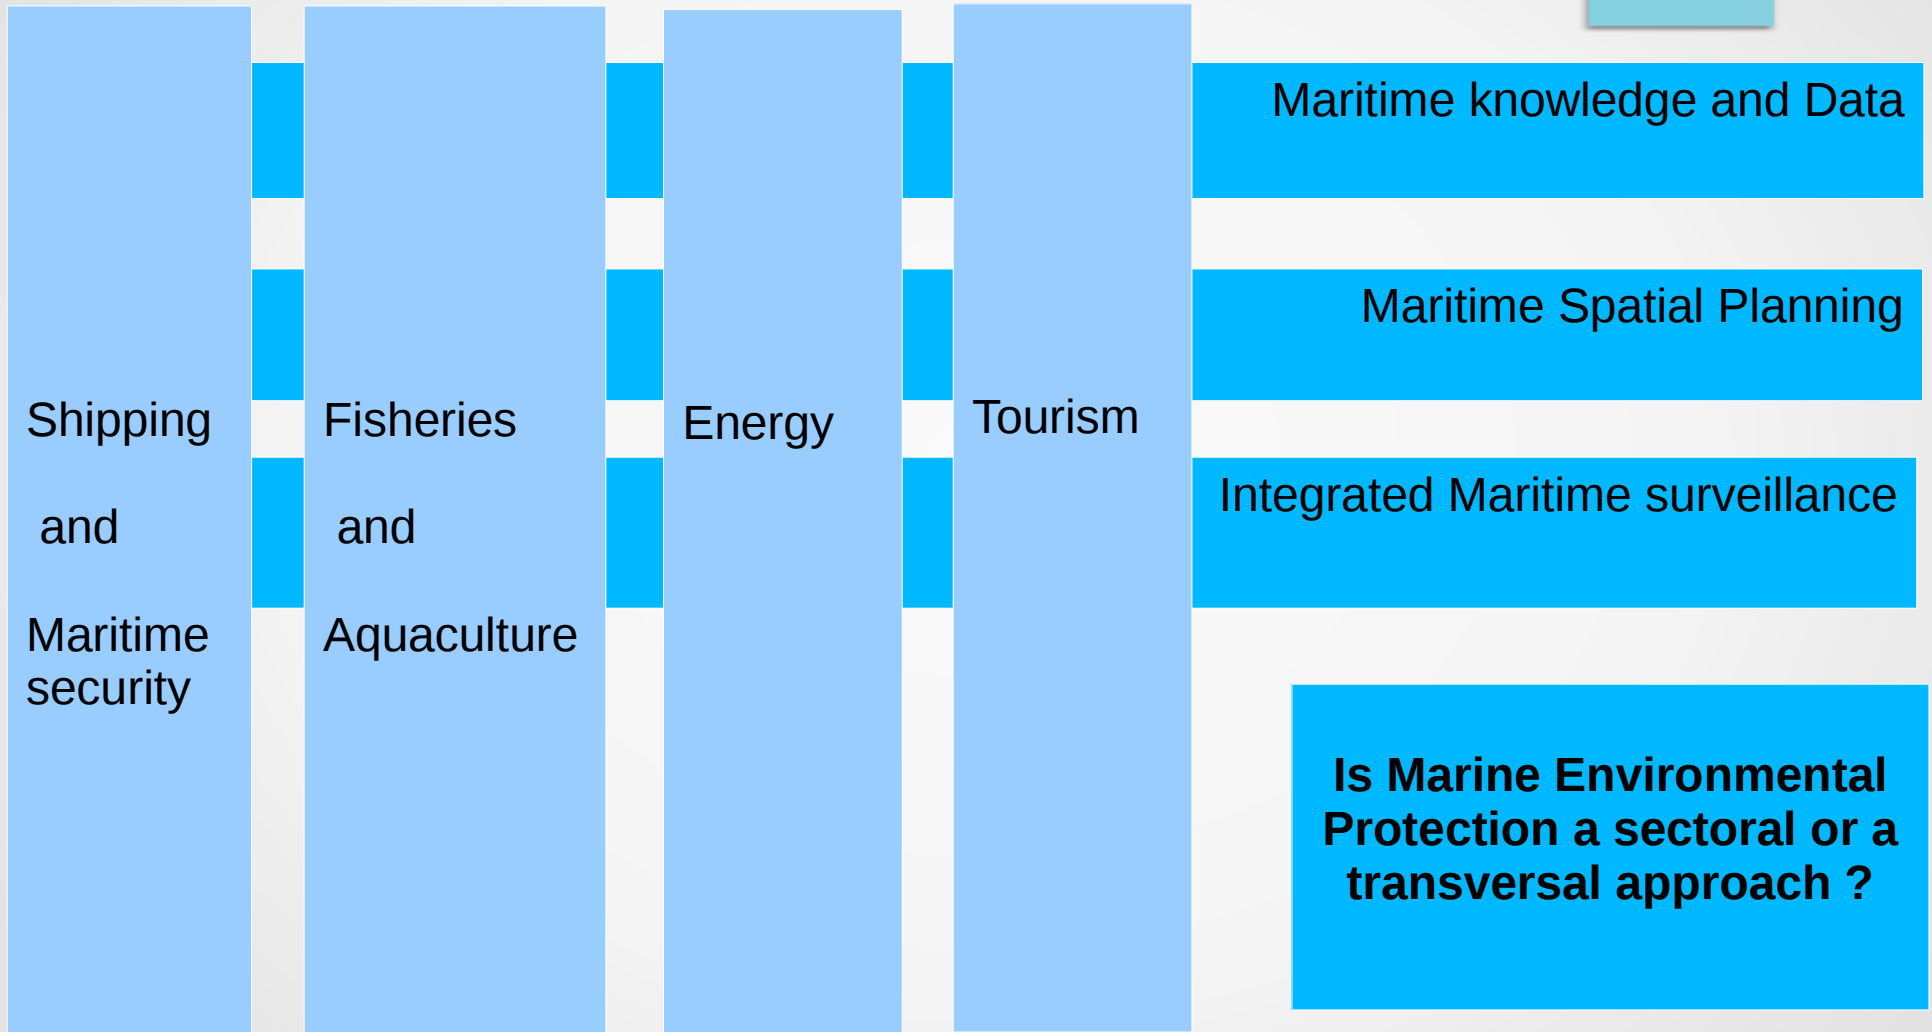 Maritime knowledge and Data
Maritime Spatial Planning
Integrated Maritime surveillance
Shipping
and
Maritime
security
Fisheries
and
Aquaculture
Energy
Tourism
Is Marine Environmental
Protection a sectoral or a
transversal approach ?